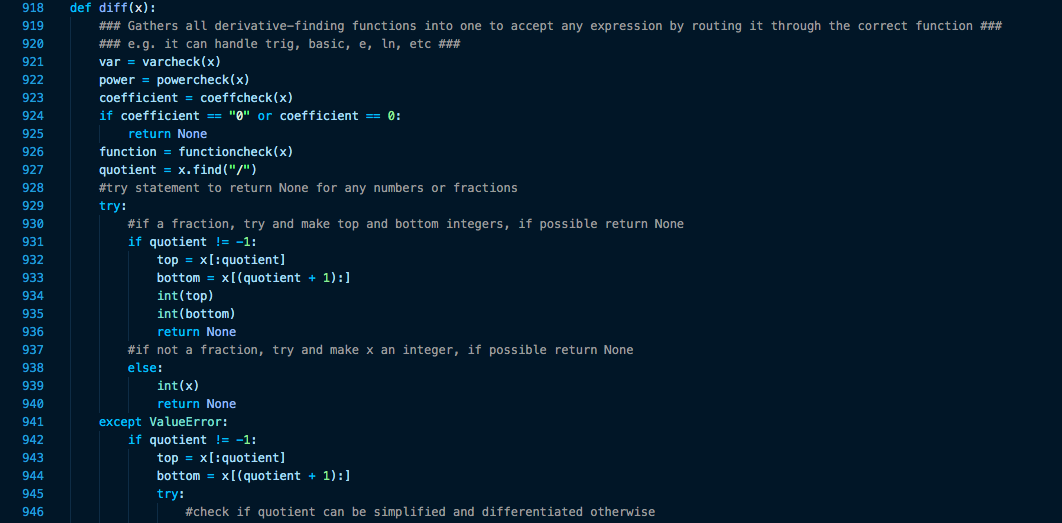 918 def diff(x):
919 ### Gathers all derivative-finding functions into one to accept any expression by routing it through the correct function ###
920 ### e.g. it can handle trig, basic, e, ln, etc ###
921 var = varcheck(x)
922 power = powercheck(x)
923 coefficient = coeffcheck(x)
924 if coefficient == "0" or coefficient == 0:
925 return None
926 function = functioncheck(x)
927 quotient = x.find("/")
928 #try statement to return None for any numbers or fractions
929 try:
930 #if a fraction, try and make top and bottom integers, if possible return None
931 if quotient != -1:
932 top = x[:quotient]
933 bottom = x[(quotient + 1):]
934 int(top)
935 int(bottom)
936 return None
937 #if not a fraction, try and make x an integer, if possible return None
938 else:
939 int(x)
940 return None
941 except ValueError:
942 if quotient != -1:
943 top = x[:quotient]
944 bottom = x[(quotient + 1):]
945 try:
946 #check if quotient can be simplified and differentiated otherwise